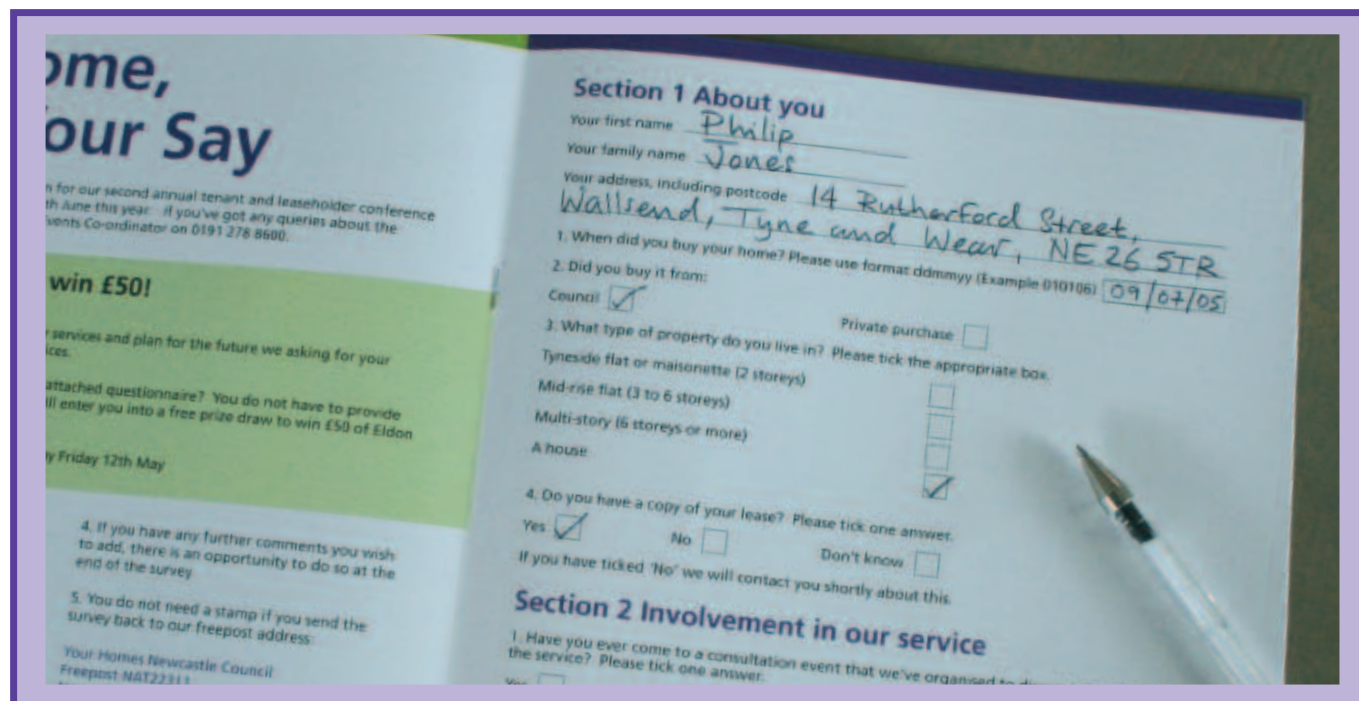 ome,
our Say
for our second annual tenant and leaseholder conference
th June this year. if you've got any queries about the
Events Co-ordinator on 0191 278 8600.
win £50!
services and plan for the future we asking for your
ices.
attached questionnaire? You do not have to provide
ill enter you into a free prize draw to win £50 of Eldon
y Friday 12th May
4. If you have any further comments you wish
to add, there is an opportunity to do so at the
end of the survey
5. You do not need a stamp if you send the
survey back to our freepost address:
Your Homes Newcastle Council
Freepost NAT22311
Section 1 About you
Your first name Philip
Your family name Jones
Your address, including postcode 14 Rutherford Street,
Wallsend, Tyne and Wear, NE26 5TR
1. When did you buy your home? Please use format ddmmyy (Example 010106) 09/07/05
2. Did you buy it from:
Council Private purchase
3. What type of property do you live in? Please tick the appropriate box.
Tyneside flat or maisonette (2 storeys)
Mid-rise flat (3 to 6 storeys)
Multi-story (6 storeys or more)
A house
4. Do you have a copy of your lease? Please tick one answer.
Yes No Don't know
If you have ticked 'No' we will contact you shortly about this.
Section 2 Involvement in our service
1. Have you ever come to a consultation event that we've organised to
the service? Please tick one answer.
Yes